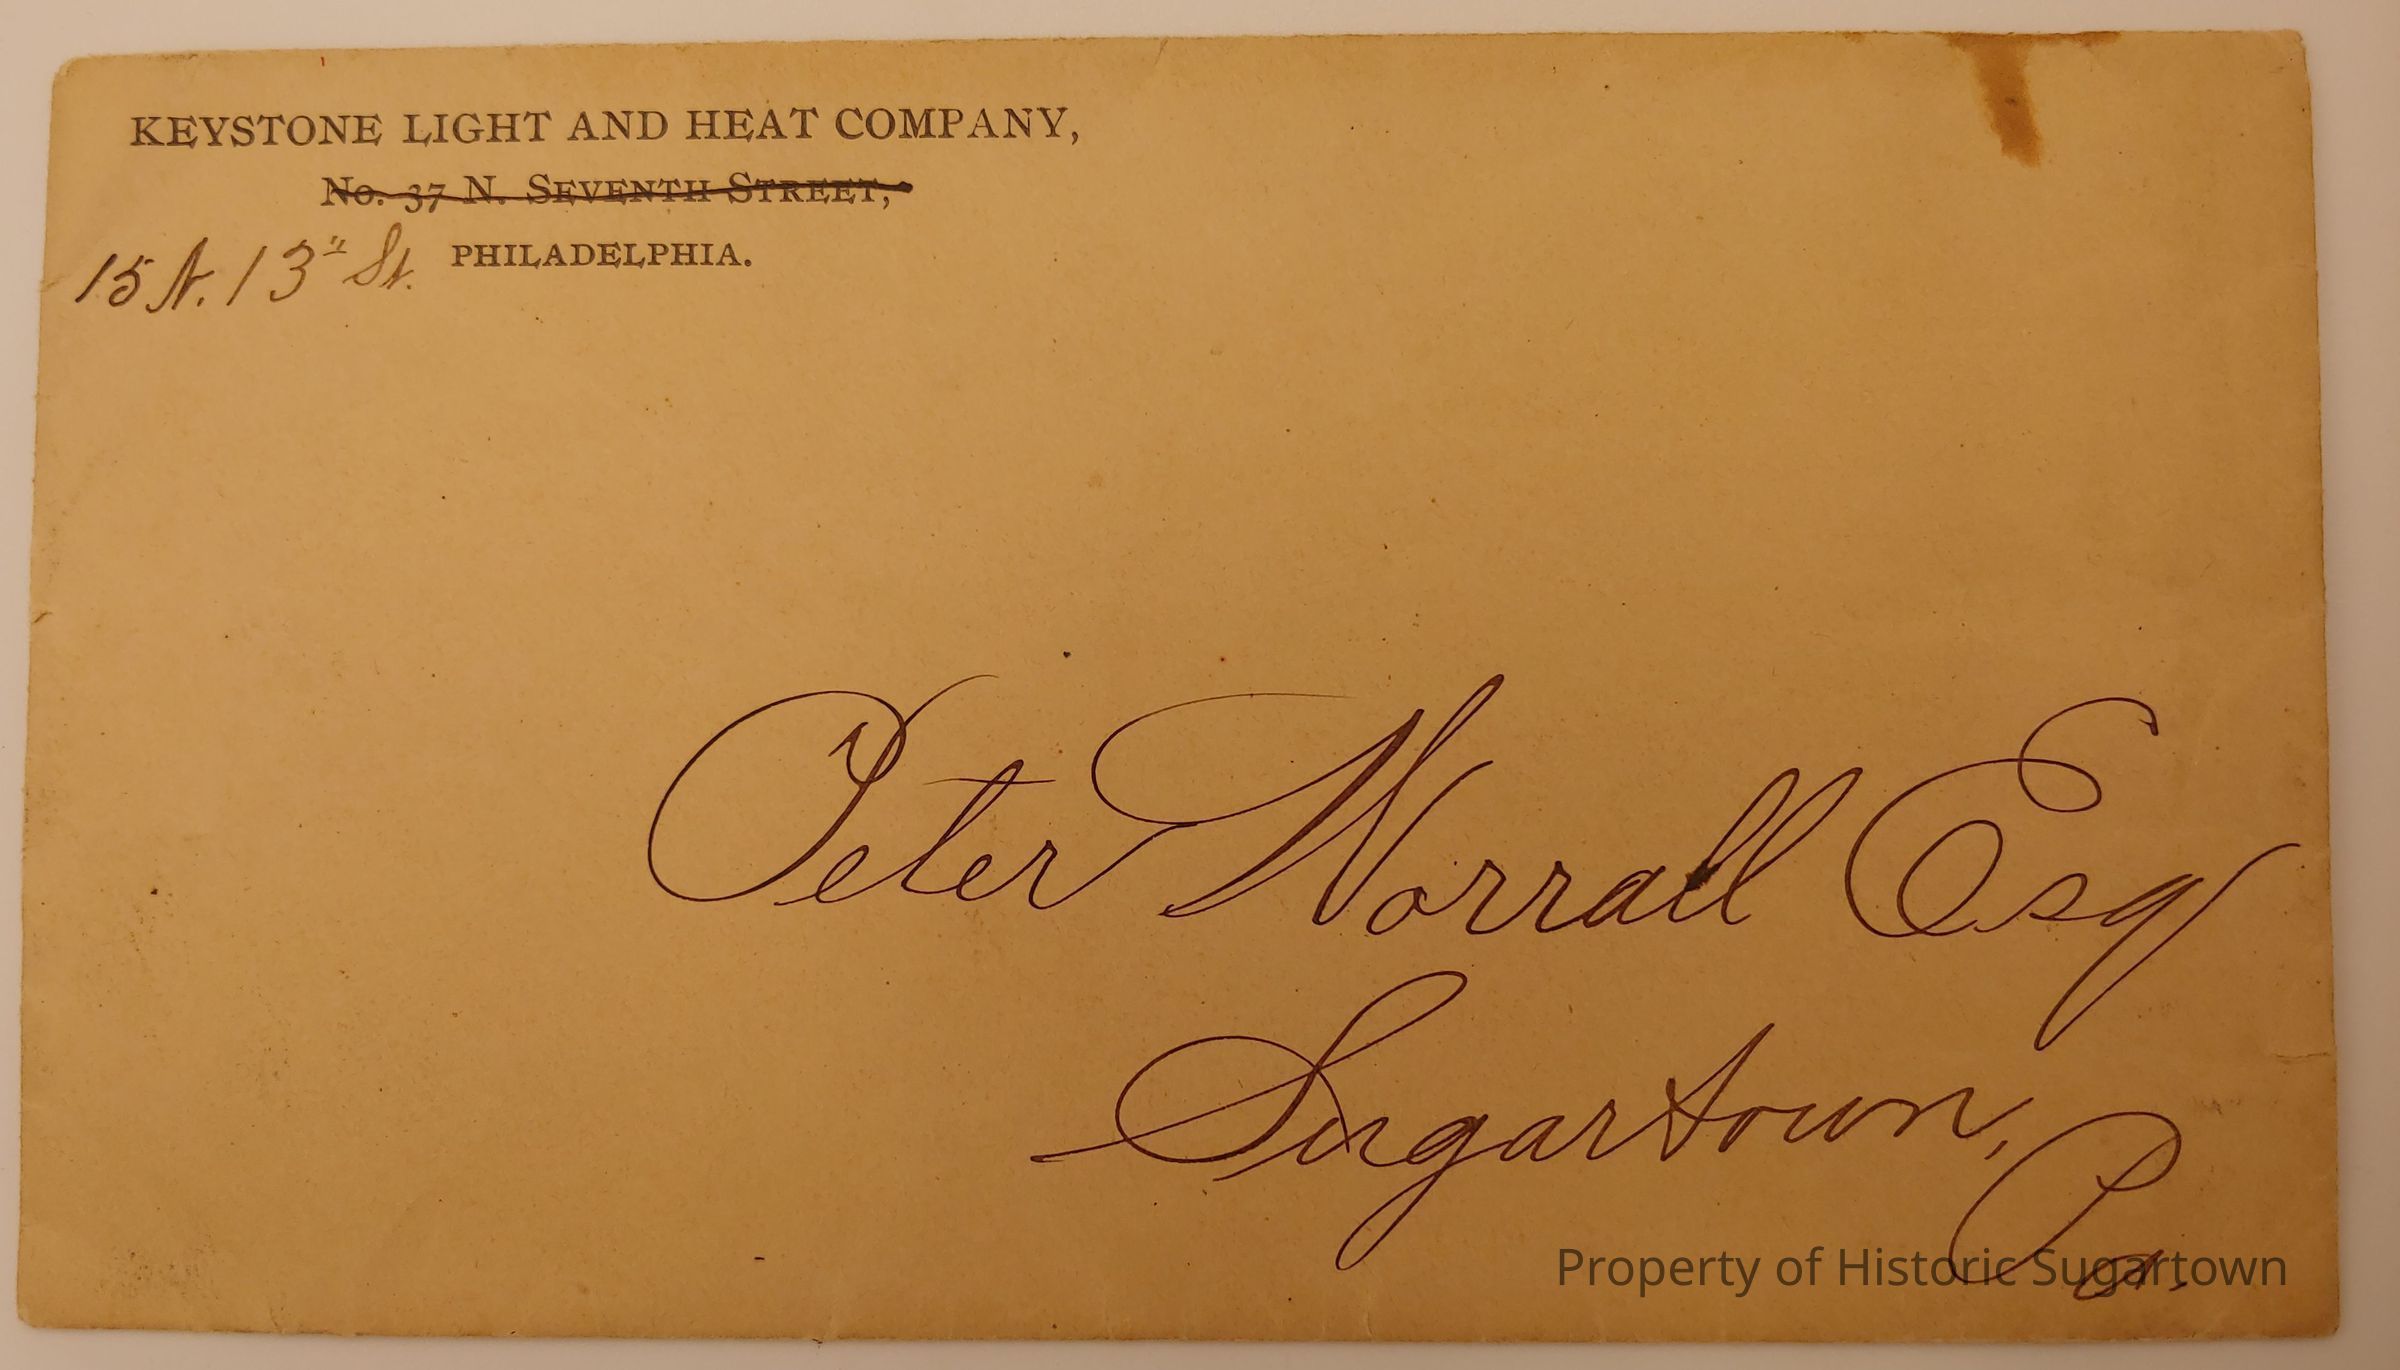 KEYSTONE LIGHT AND HEAT COMPANY,
No. 37 N. SEVENTH STREET,
15 N. 13" St. PHILADELPHIA.
Peter Worrall Esq
Sugartown,
Pa.
Property of Historic Sugartown